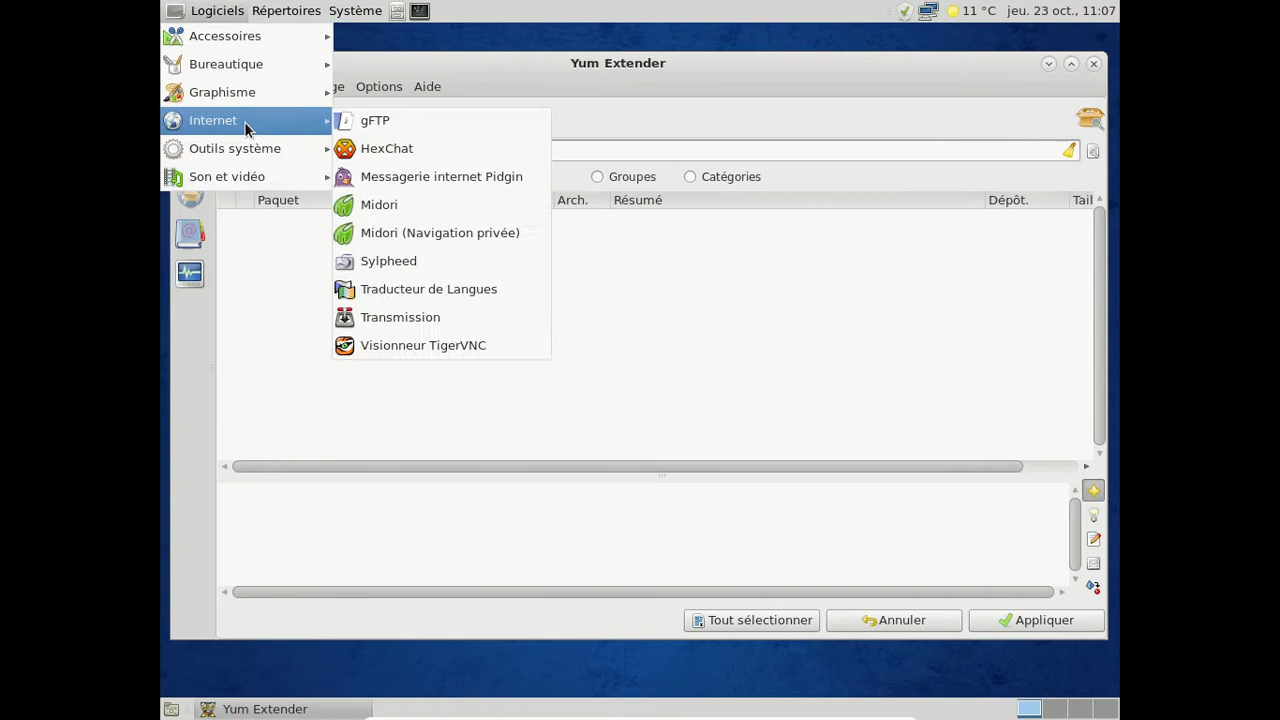 Logiciels Répertoires Système 11 °C jeu. 23 oct., 11:07
Accessoires
Bureautique
Graphisme
Internet
Outils système
Son et vidéo
Yum Extender
ge Options Aide
gFTP
HexChat
Messagerie internet Pidgin
Midori
Midori (Navigation privée)
Sylpheed
Traducteur de Langues
Transmission
Visionneur TigerVNC
Groupes Catégories
Paquet Arch. Résumé Dépôt. Tail
Tout sélectionner Annuler Appliquer
Yum Extender